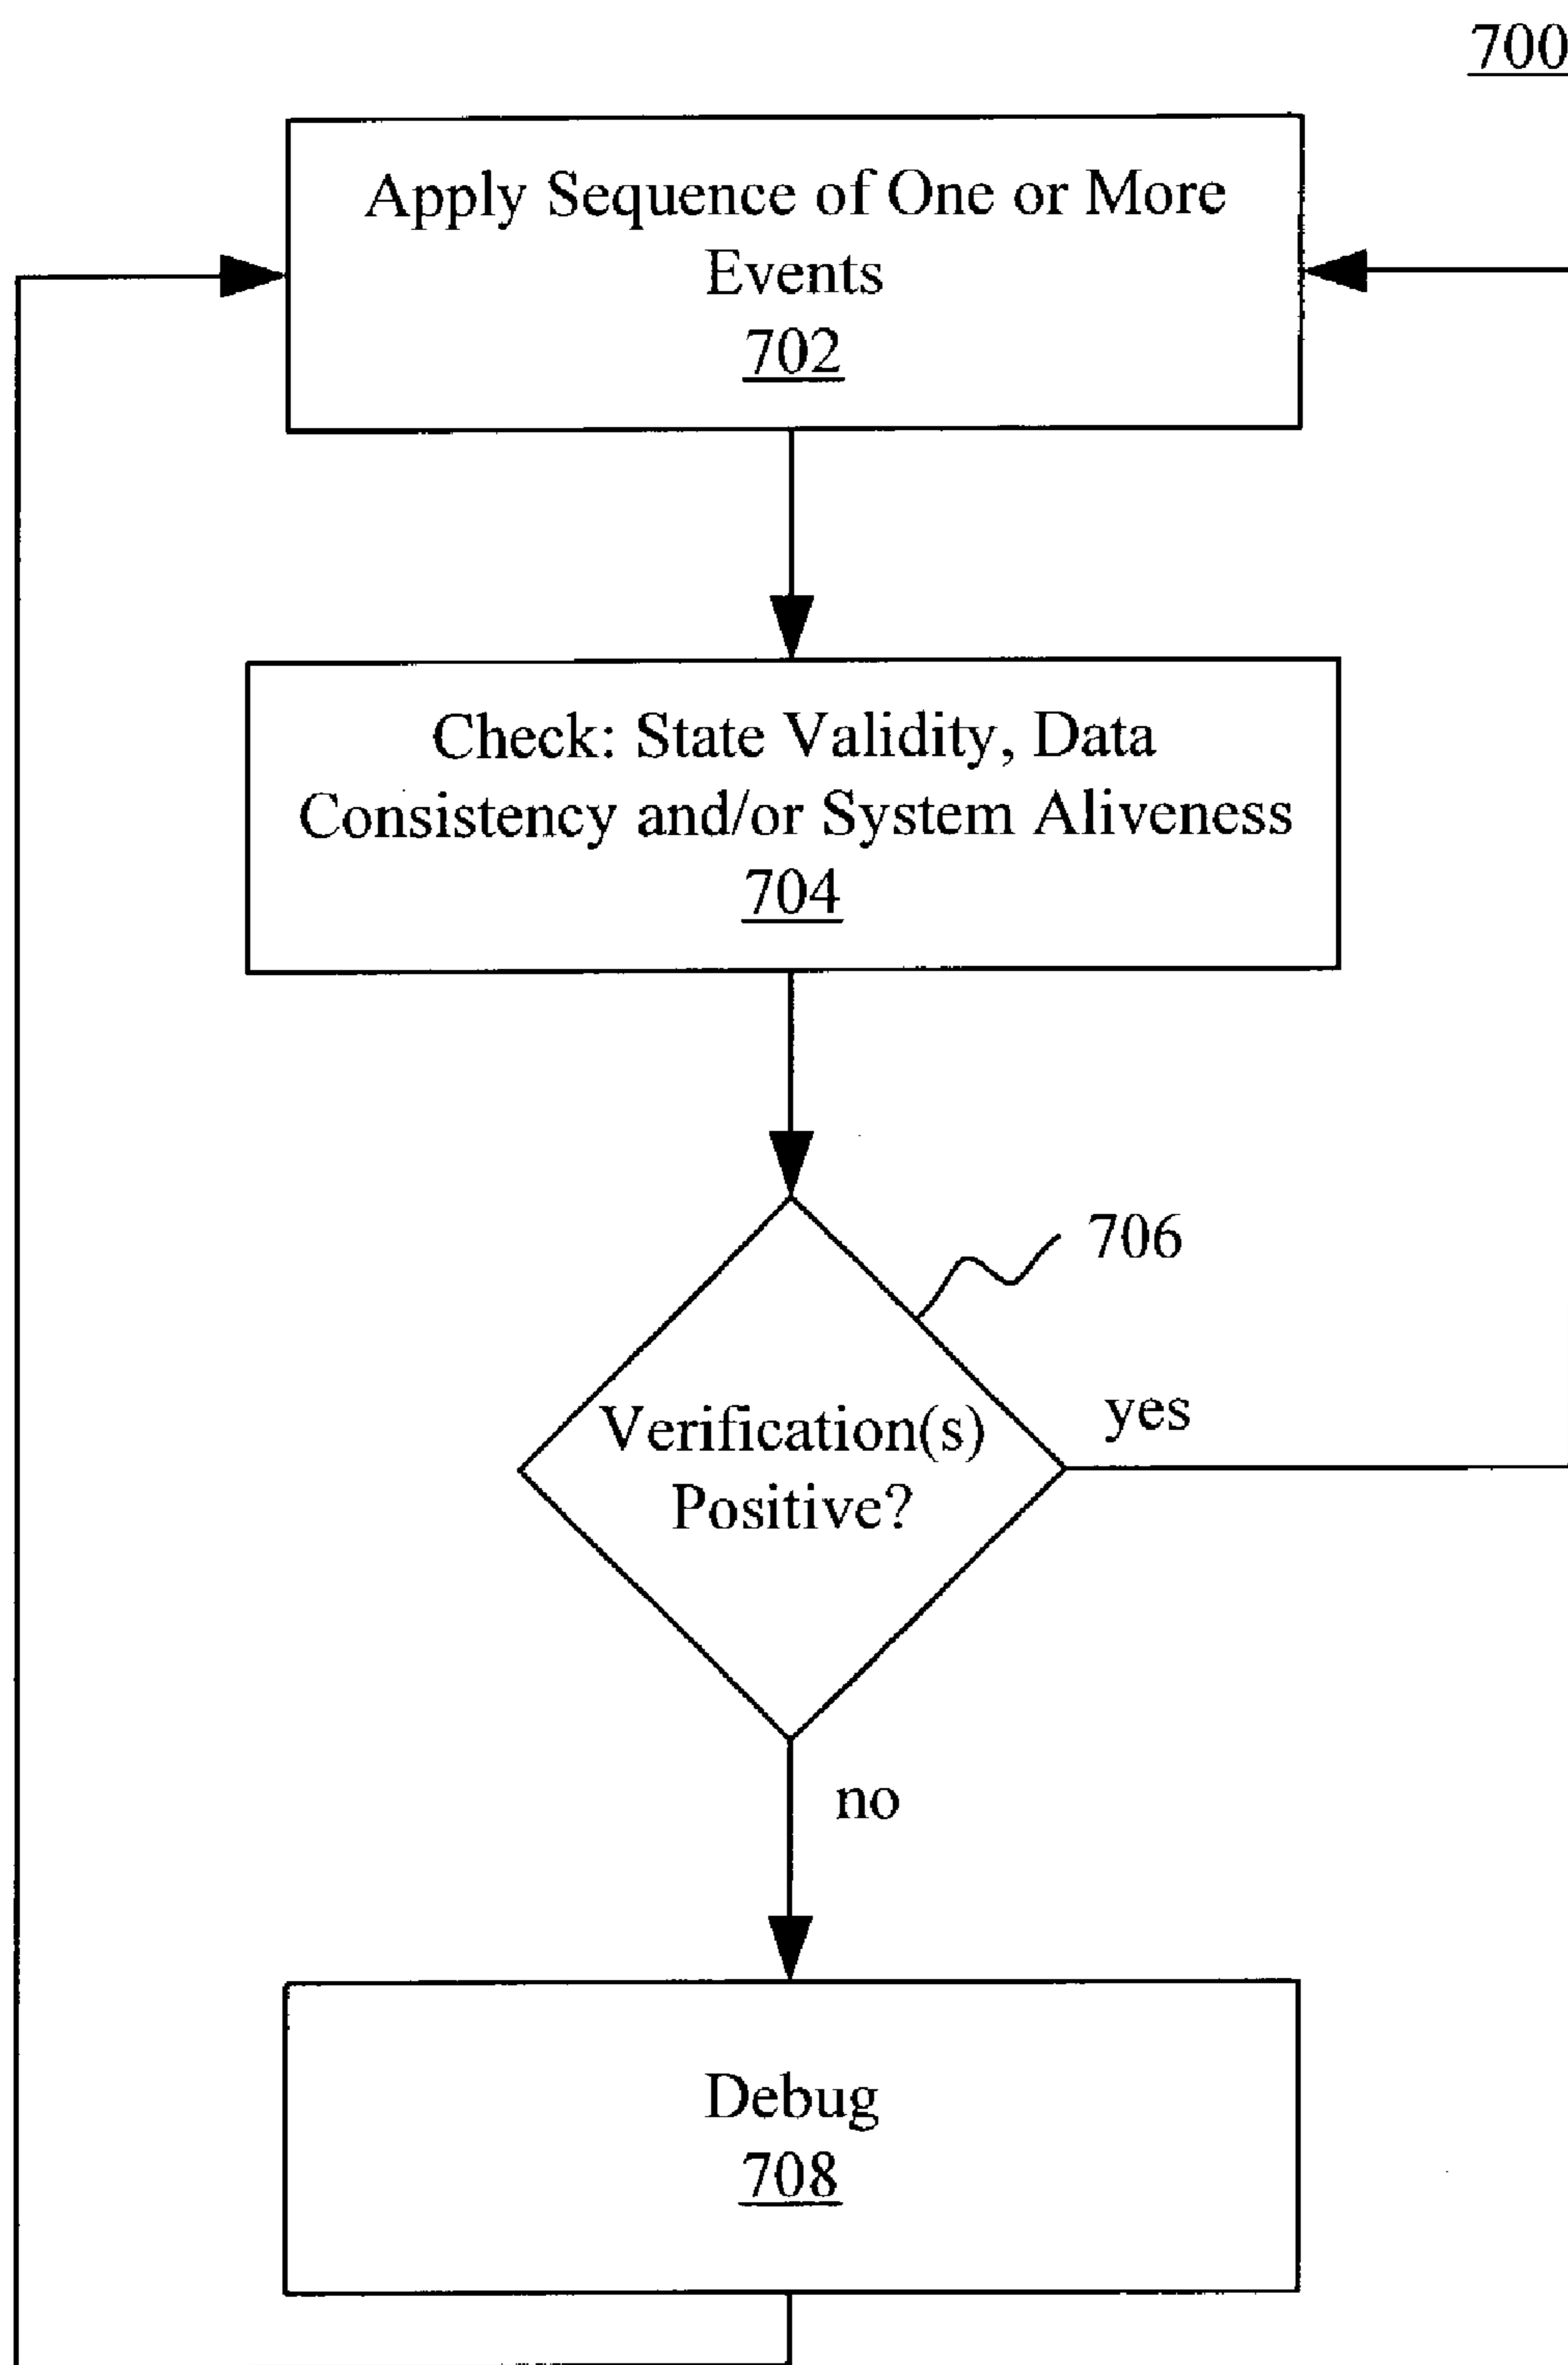 700
Apply Sequence of One or More
Events
702
Check: State Validity, Data
Consistency and/or System Aliveness
704
706
Verification(s)
Positive?
yes
no
Debug
708